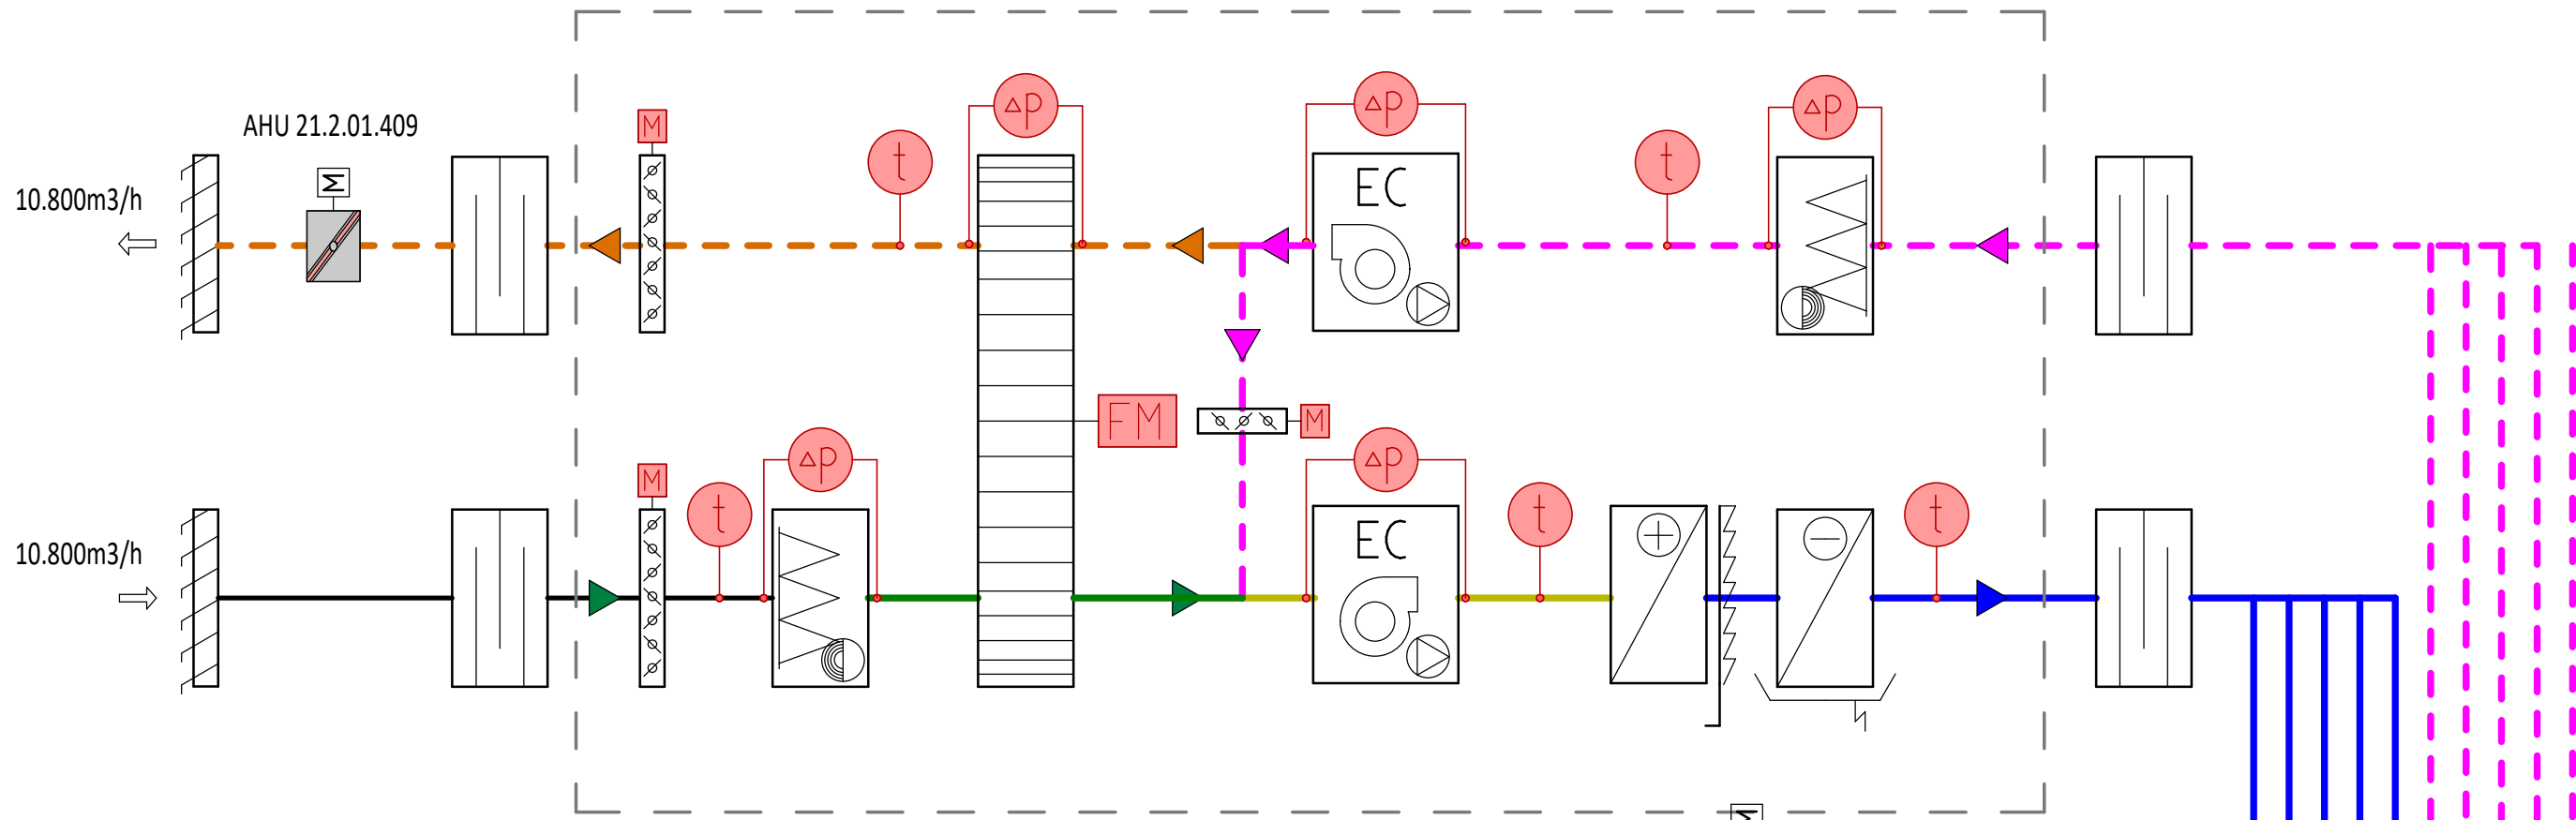 M
Δp
Δp
Δp
AHU 21.2.01.409
t
t
M
EC
10.800m3/h
FM
M
Δp
Δp
M
t
t
t
EC
10.800m3/h
M